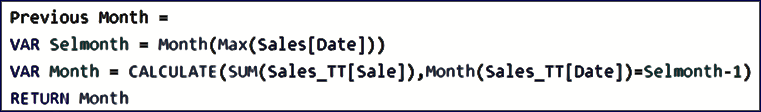 Previous Month =
VAR Selmonth = Month(Max(Sales[Date]))
VAR Month = CALCULATE(SUM(Sales_TT[Sale]),Month(Sales_TT[Date])=Selmonth-1)
RETURN Month